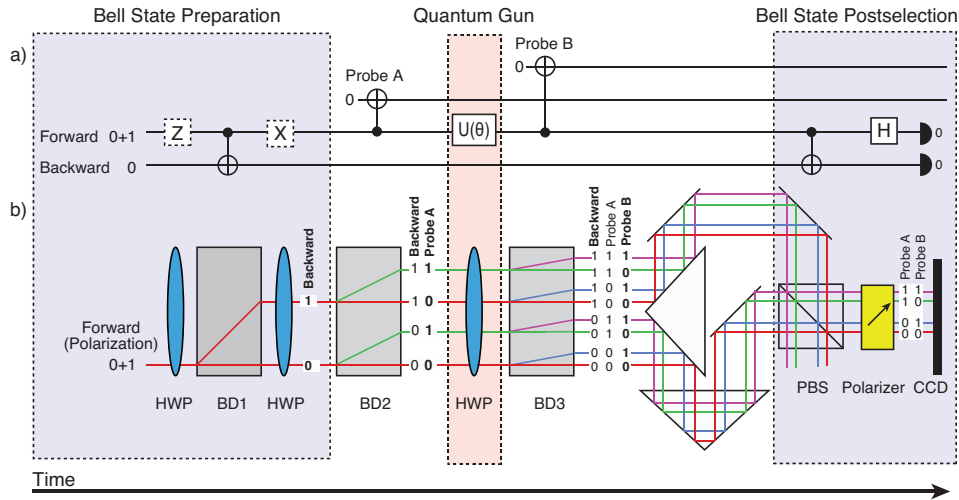 Bell State Preparation
Quantum Gun
Bell State Postselection
a)
Probe B
0
Probe A
0
Forward 0+1
Z
X
U(θ)
H
0
Backward 0
0
b)
Backward
Backward
Probe A
Backward
Probe A
Probe B
Probe A
Probe B
1 1 1
1 1
1 1 0
1 0 1
1
1 0
1 0 0
0 1 1
0 1
0 1 0
0 0 1
0
0 0
0 0 0
1 1
1 0
0 1
0 0
Forward
(Polarization)
0+1
HWP
BD1
HWP
BD2
HWP
BD3
PBS
Polarizer
CCD
Time